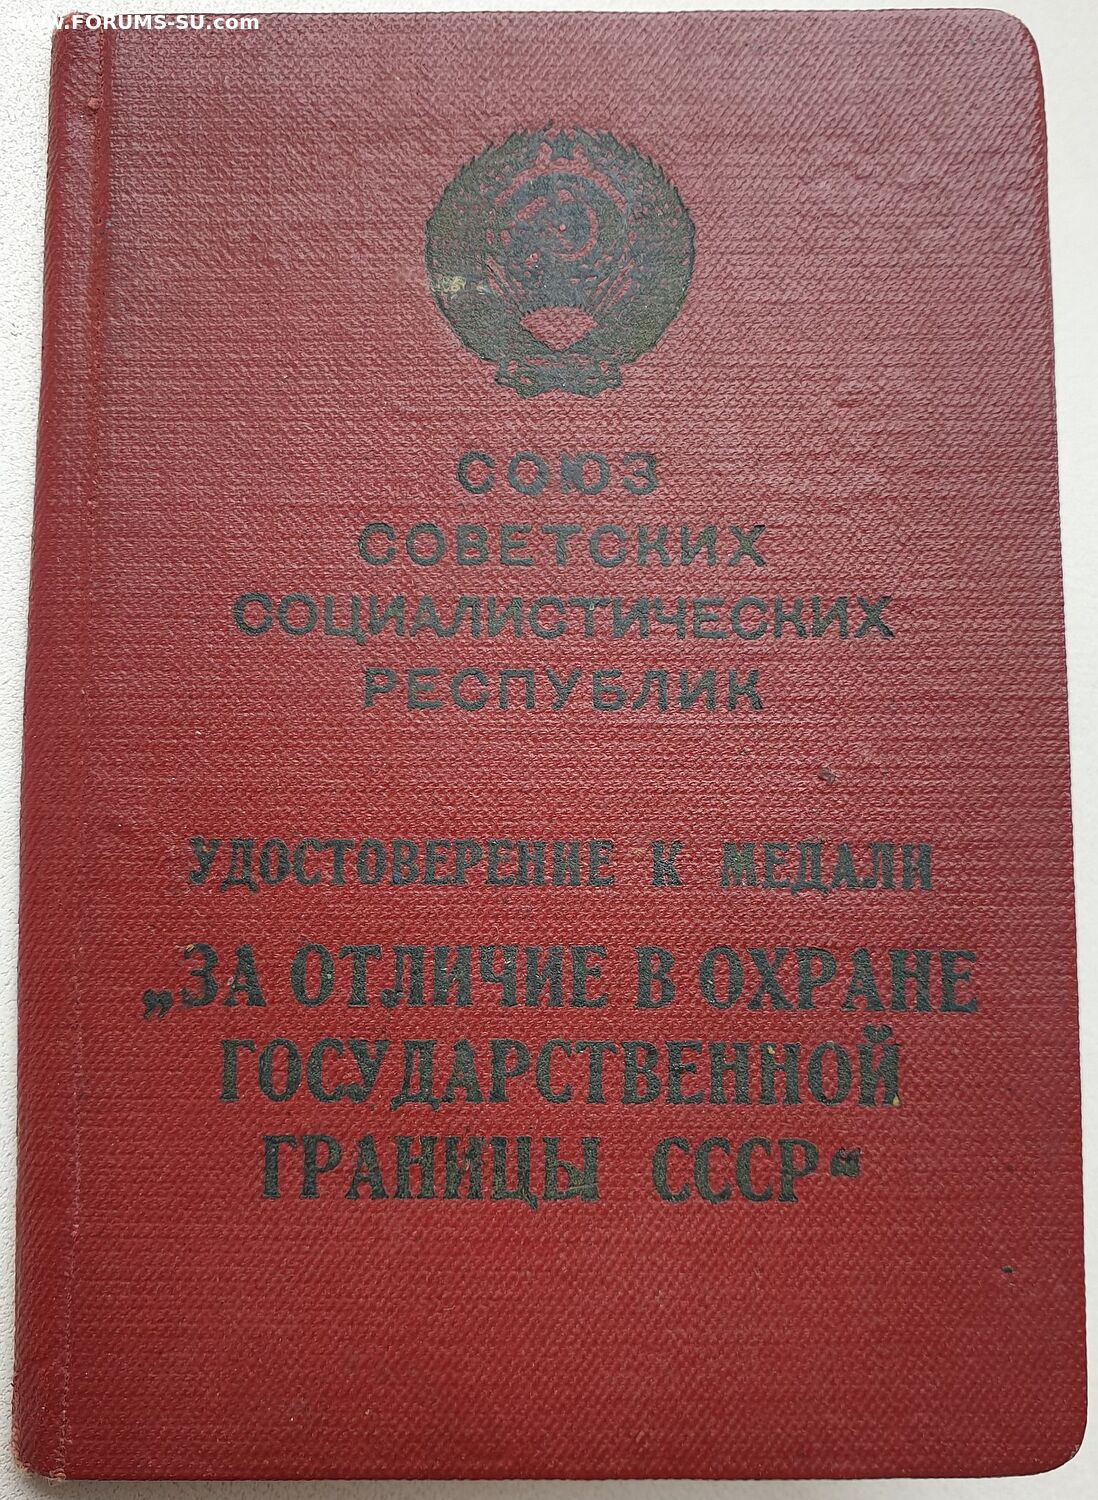 www.FORUMS-SU.com
СОЮЗ
СОВЕТСКИХ
СОЦИАЛИСТИЧЕСКИХ
РЕСПУБЛИК
УДОСТОВЕРЕНИЕ К МЕДАЛИ
„ЗА ОТЛИЧИЕ В ОХРАНЕ
ГОСУДАРСТВЕННОЙ
ГРАНИЦЫ СССР“